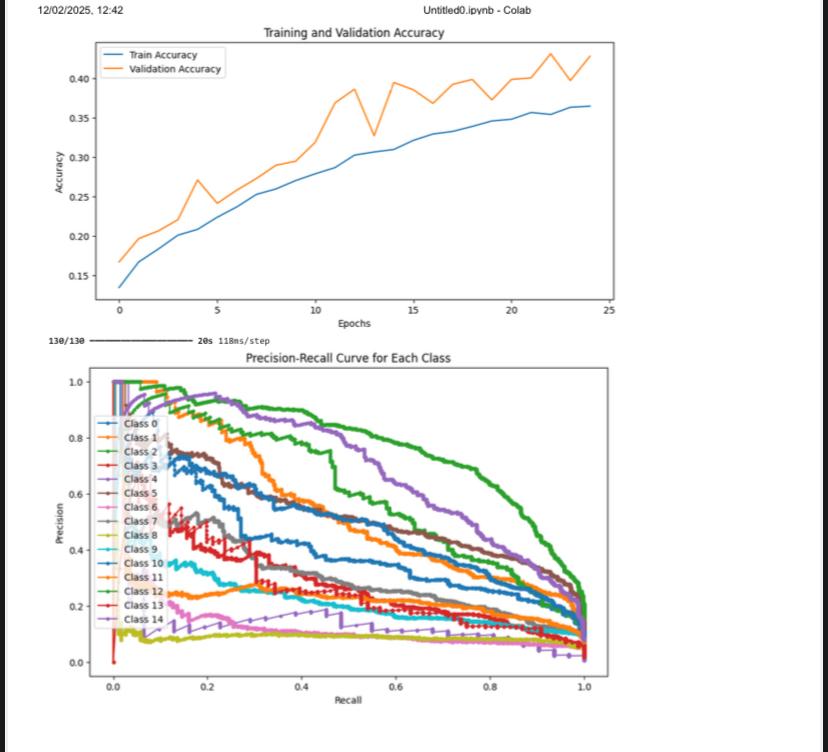 12/02/2025, 12:42 Untitled0.ipynb - Colab
Training and Validation Accuracy
Train Accuracy
Validation Accuracy
0.40
0.35
0.30
0.25
0.20
0.15
Accuracy
0 5 10 15 20 25
Epochs
130/130 ━━━━━━━━━━━━━━━━━━━━ 20s 118ms/step
Precision-Recall Curve for Each Class
1.0
0.8
0.6
0.4
0.2
0.0
Precision
Class 0
Class 1
Class 2
Class 3
Class 4
Class 5
Class 6
Class 7
Class 8
Class 9
Class 10
Class 11
Class 12
Class 13
Class 14
0.0 0.2 0.4 0.6 0.8 1.0
Recall